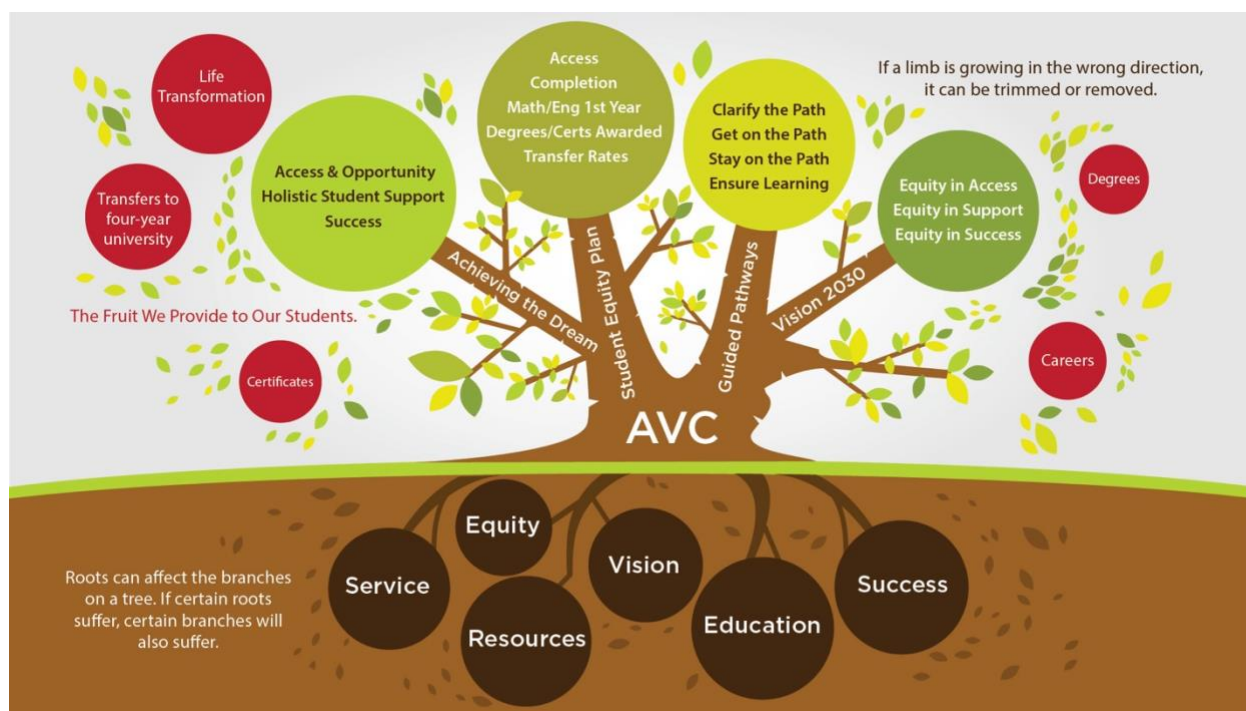 Life
Transformation
Transfers to
four-year
university
The Fruit We Provide to Our Students.
Certificates
Access & Opportunity
Holistic Student Support
Success
Achieving the Dream
Access
Completion
Math/Eng 1st Year
Degrees/Certs Awarded
Transfer Rates
Student Equity Plan
Clarify the Path
Get on the Path
Stay on the Path
Ensure Learning
Guided Pathways
Equity in Access
Equity in Support
Equity in Success
Vision 2030
If a limb is growing in the wrong direction,
it can be trimmed or removed.
Degrees
Careers
AVC
Roots can affect the branches
on a tree. If certain roots
suffer, certain branches will
also suffer.
Service
Equity
Resources
Vision
Education
Success